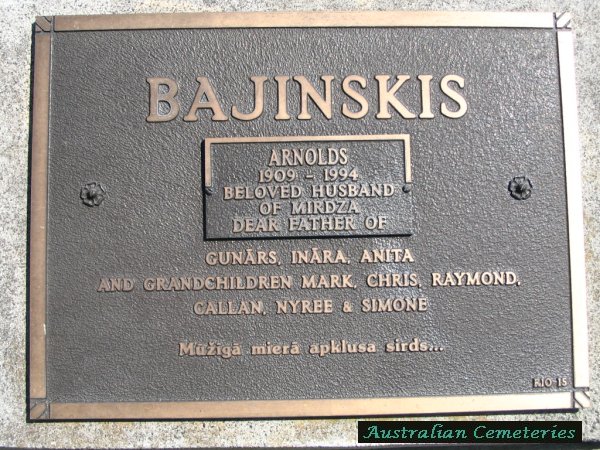 BAJINSKIS
ARNOLDS
1909 - 1994
BELOVED HUSBAND
OF MIRDZA
DEAR FATHER OF
GUNĀRS, INĀRA, ANITA
AND GRANDCHILDREN MARK, CHRIS, RAYMOND,
CALLAN, NYREE & SIMONE
Mūžīgā mierā apklusa sirds...
K10-15
Australian Cemeteries